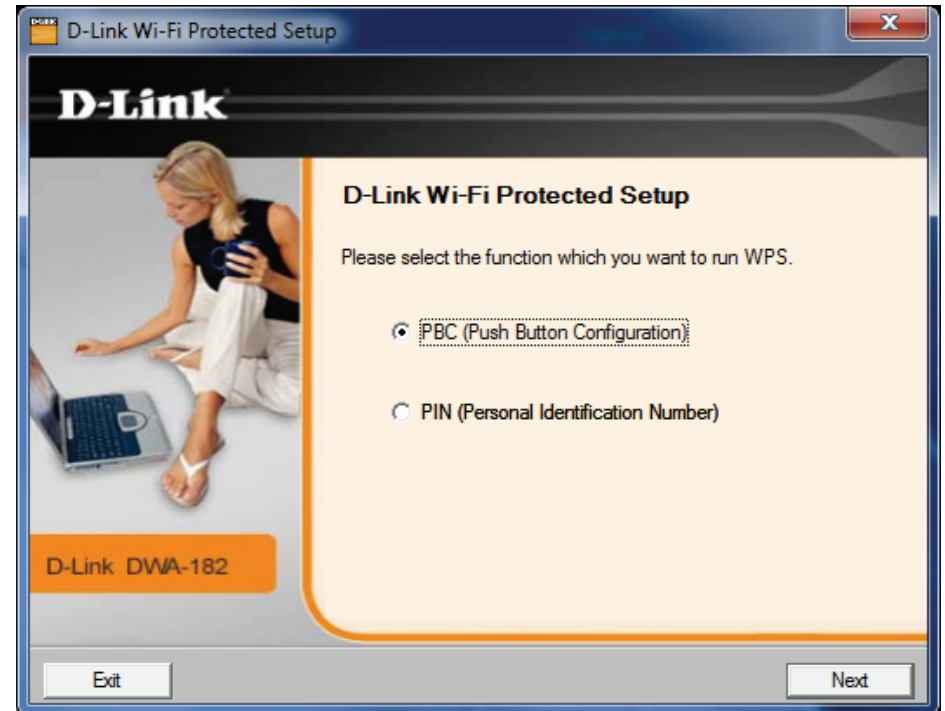 D-Link Wi-Fi Protected Setup
D-Link
D-Link Wi-Fi Protected Setup
Please select the function which you want to run WPS.
PBC (Push Button Configuration)
PIN (Personal Identification Number)
D-Link DWA-182
Exit
Next